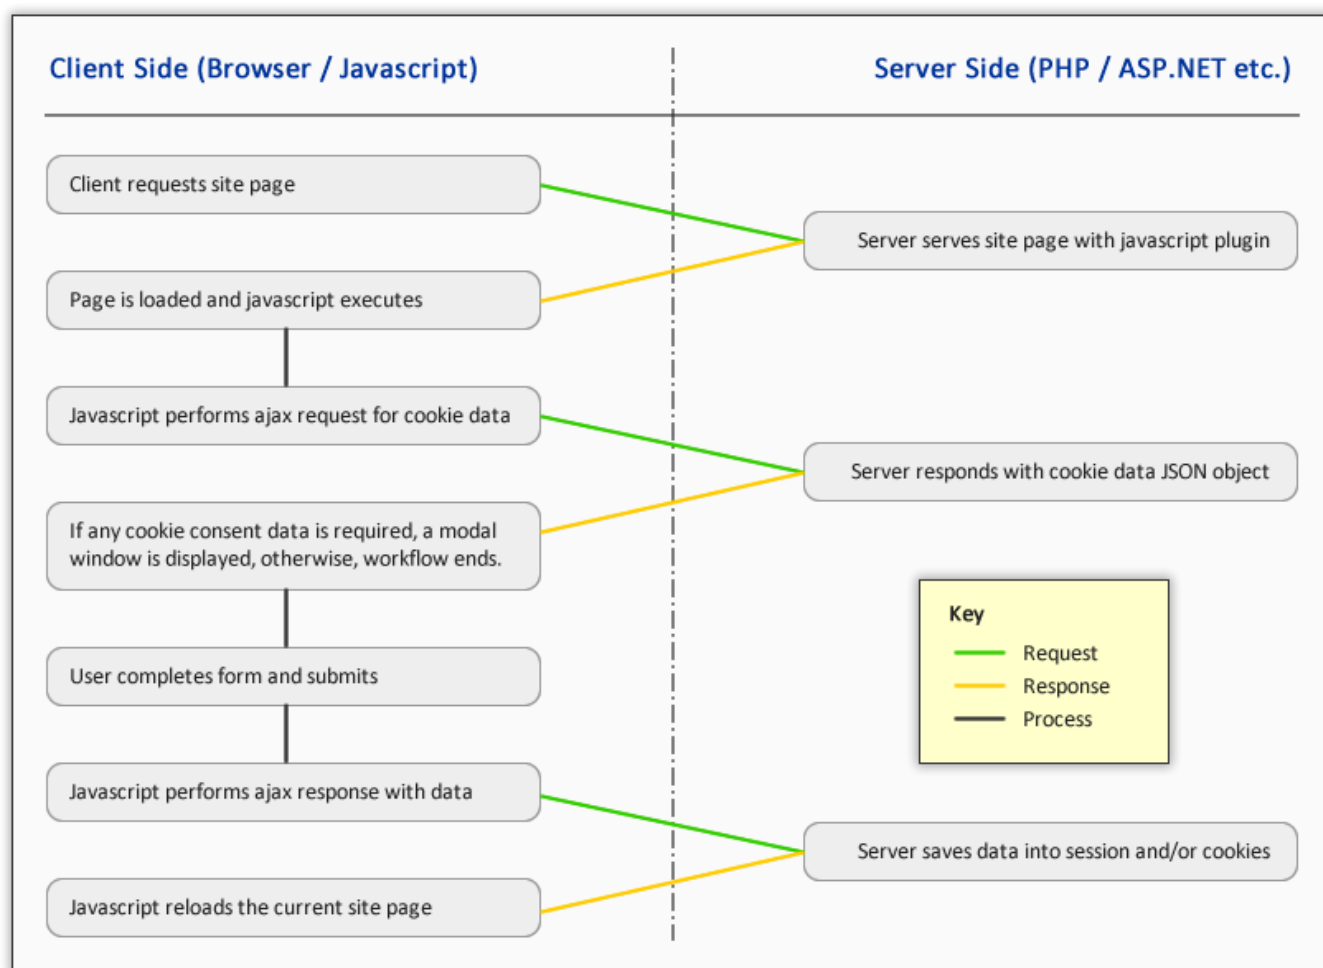 Client Side (Browser / Javascript)
Server Side (PHP / ASP.NET etc.)
Client requests site page
Server serves site page with javascript plugin
Page is loaded and javascript executes
Javascript performs ajax request for cookie data
Server responds with cookie data JSON object
If any cookie consent data is required, a modal
window is displayed, otherwise, workflow ends.
Key
Request
Response
Process
User completes form and submits
Javascript performs ajax response with data
Server saves data into session and/or cookies
Javascript reloads the current site page